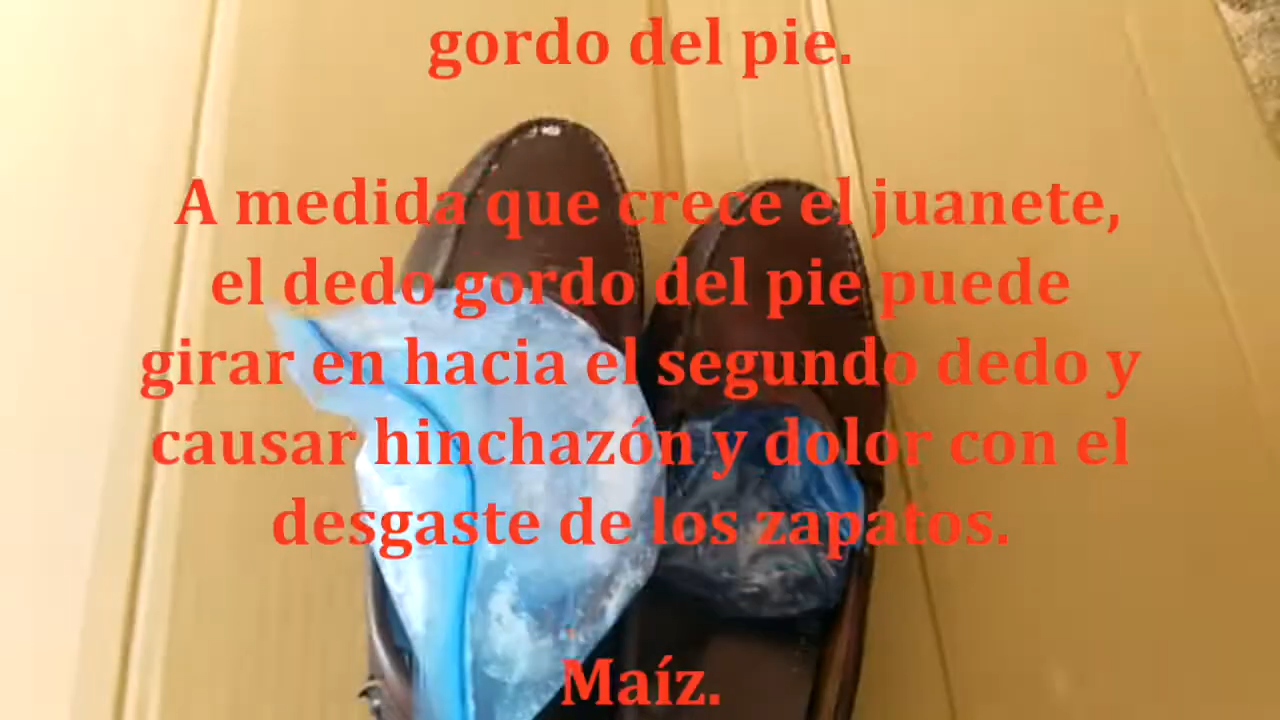 gordo del pie.
A medida que crece el juanete,
el dedo gordo del pie puede
girar en hacia el segundo dedo y
causar hinchazón y dolor con el
desgaste de los zapatos.
Maíz.